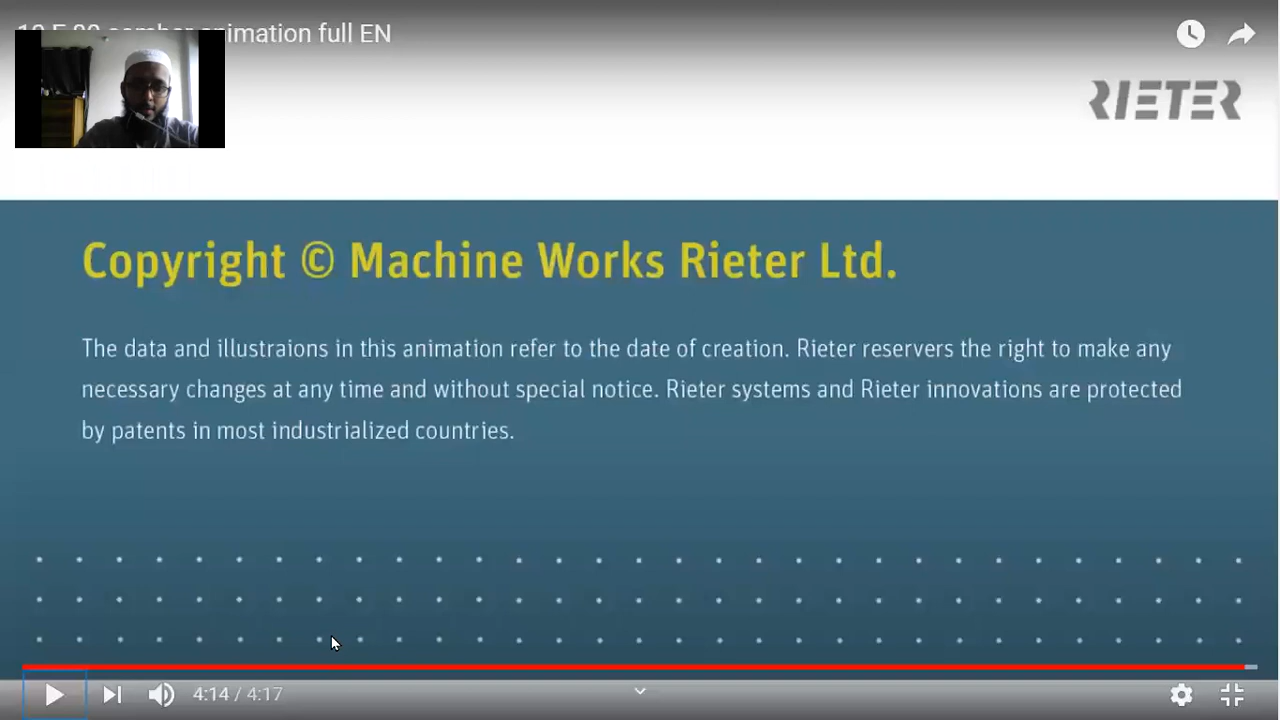 animation full EN
RIETER
Copyright © Machine Works Rieter Ltd.
The data and illustraions in this animation refer to the date of creation. Rieter reservers the right to make any
necessary changes at any time and without special notice. Rieter systems and Rieter innovations are protected
by patents in most industrialized countries.
4:14 / 4:17